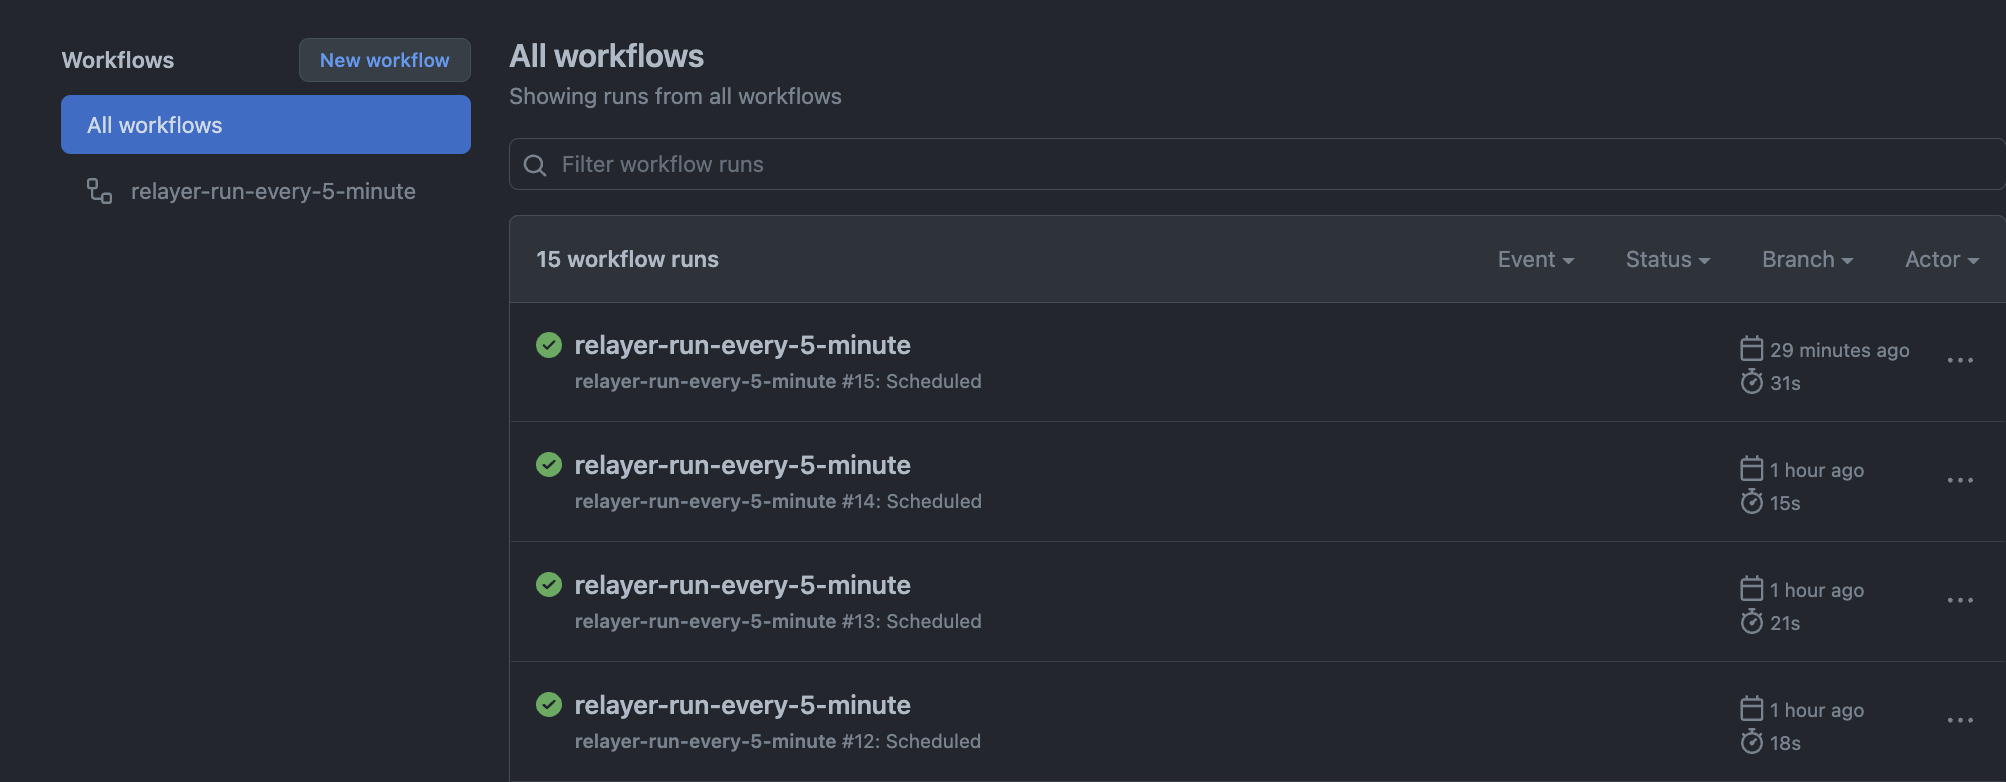 Workflows
New workflow
All workflows
relayer-run-every-5-minute
All workflows
Showing runs from all workflows
Filter workflow runs
15 workflow runs
Event
Status
Branch
Actor
relayer-run-every-5-minute
relayer-run-every-5-minute #15: Scheduled
29 minutes ago
31s
relayer-run-every-5-minute
relayer-run-every-5-minute #14: Scheduled
1 hour ago
15s
relayer-run-every-5-minute
relayer-run-every-5-minute #13: Scheduled
1 hour ago
21s
relayer-run-every-5-minute
relayer-run-every-5-minute #12: Scheduled
1 hour ago
18s